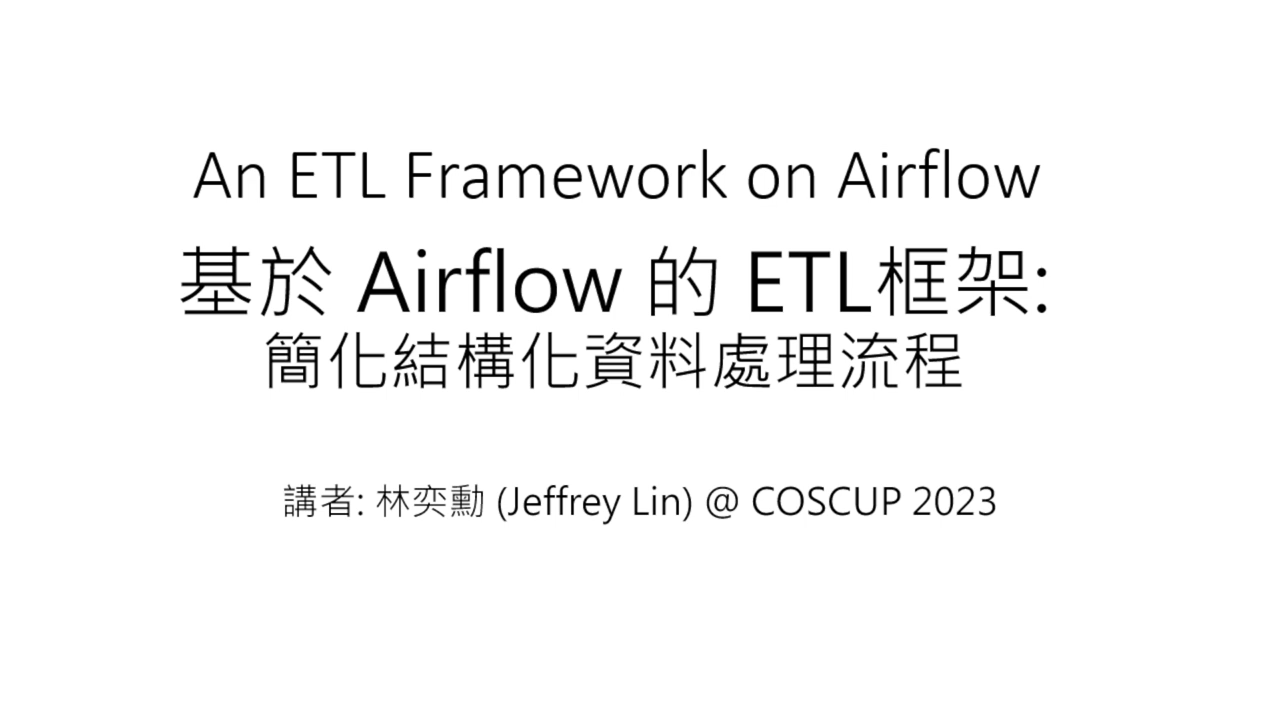 An ETL Framework on Airflow
基於 Airflow 的 ETL框架:
簡化結構化資料處理流程
講者: 林奕勳 (Jeffrey Lin) @ COSCUP 2023